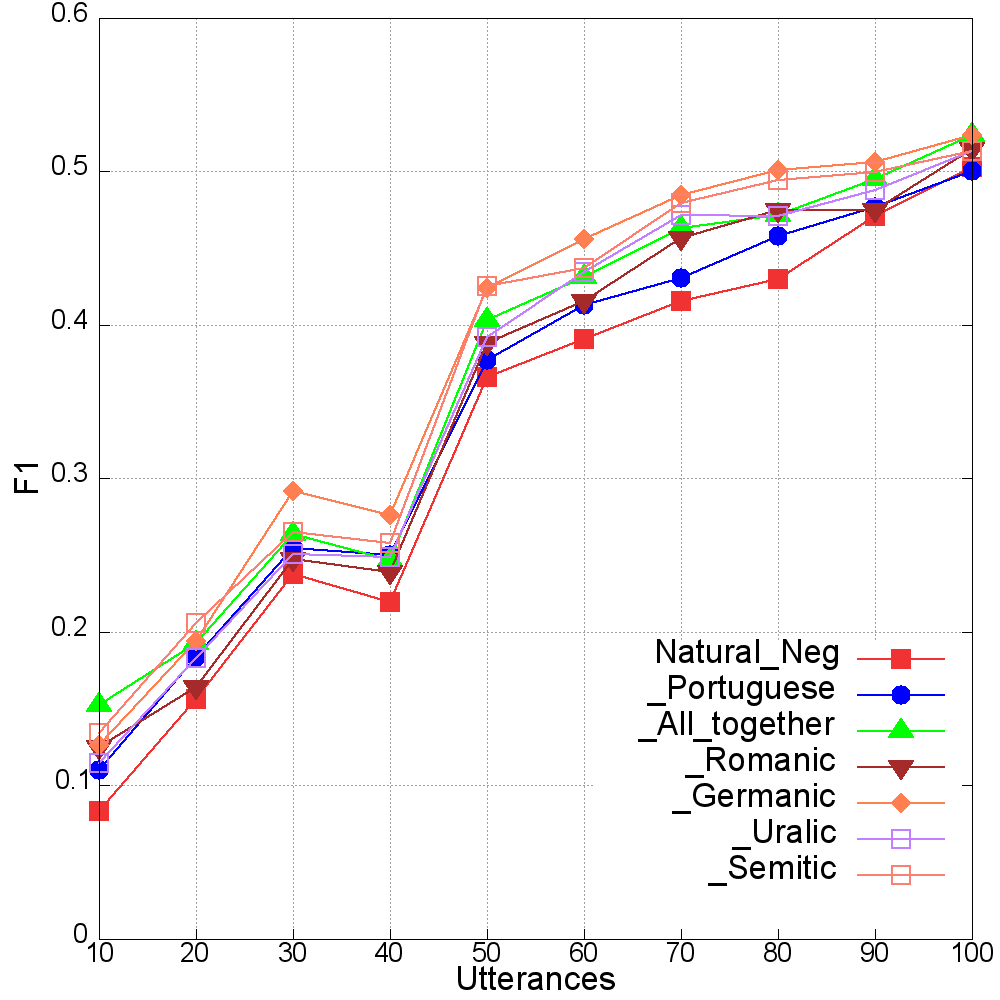 0.6
0.5
0.4
0.3
0.2
0.1
0
F1
10 20 30 40 50 60 70 80 90 100
Utterances
Natural_Neg
_Portuguese
_All_together
_Romanic
_Germanic
_Uralic
_Semitic